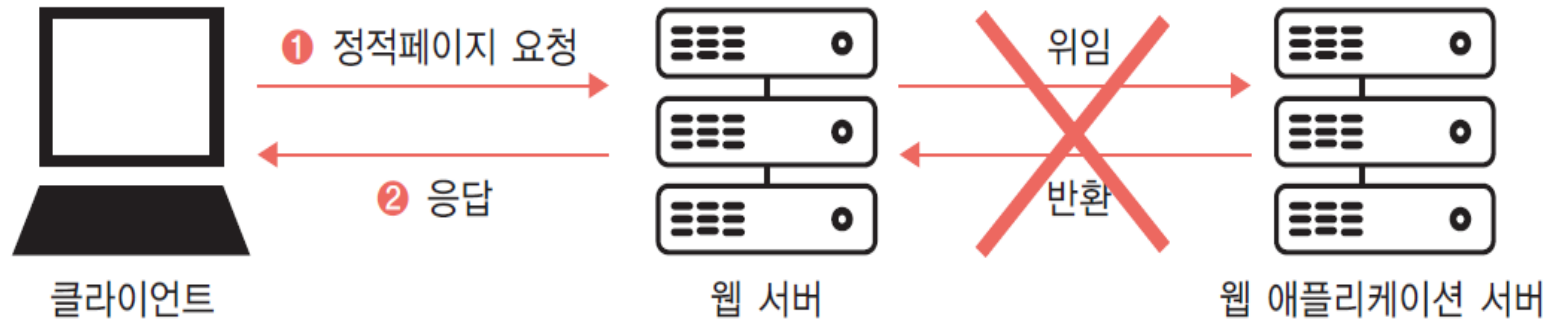 ❶ 정적페이지 요청
위임
❷ 응답
반환
클라이언트
웹 서버
웹 애플리케이션 서버